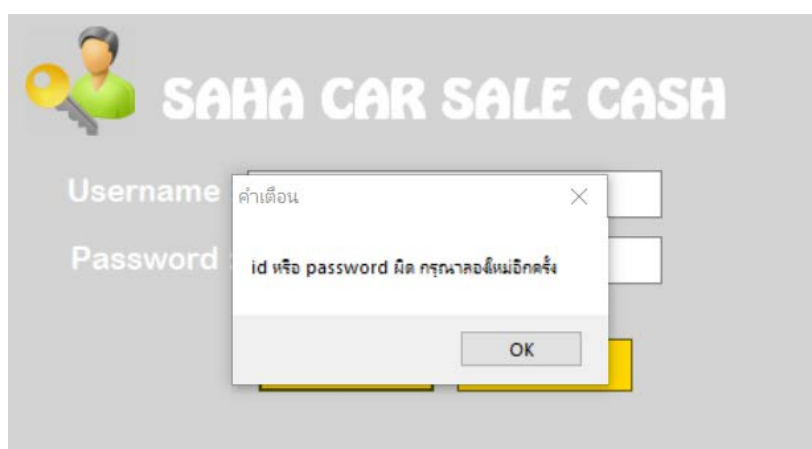 SAHA CAR SALE CASH
Username
คำเตือน
Password :
id หรือ password ผิด กรุณาลองใหม่อีกครั้ง
OK